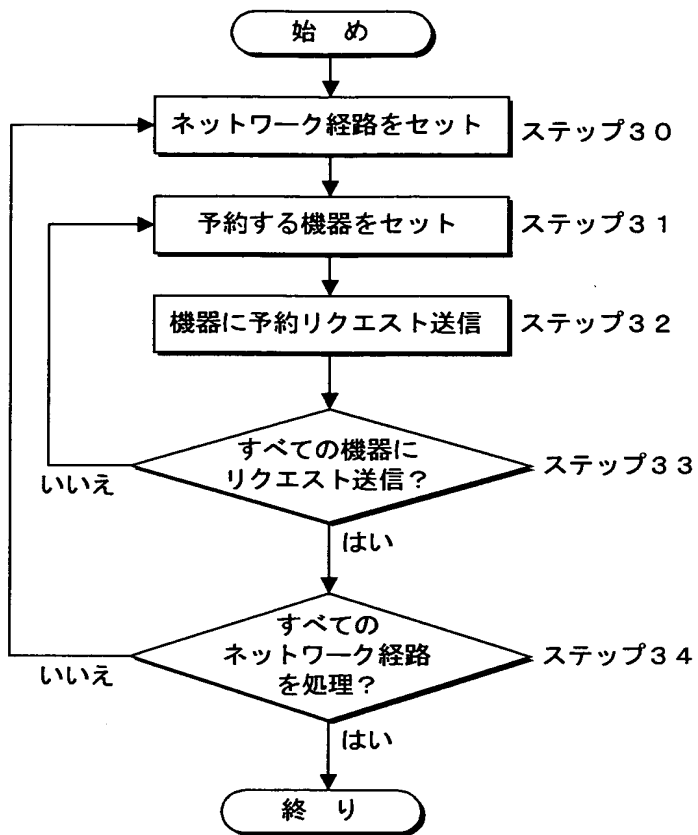 始 め
ネットワーク経路をセット
ステップ30
予約する機器をセット
ステップ31
機器に予約リクエスト送信
ステップ32
すべての機器に
リクエスト送信?
ステップ33
いいえ
はい
すべての
ネットワーク経路
を処理?
ステップ34
いいえ
はい
終 り